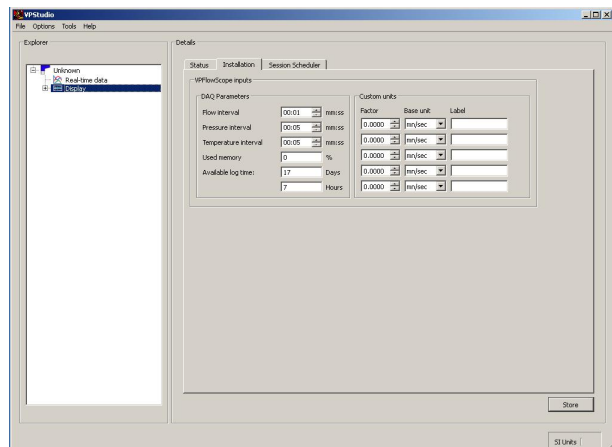 VPStudio
File Options Tools Help
Explorer
Unknown
Real-time data
Display
Details
Status Installation Session Scheduler
VPFlowScope inputs
DAQ Parameters
Flow interval 00:01 mm:ss
Pressure interval 00:05 mm:ss
Temperature interval 00:05 mm:ss
Used memory 0 %
Available log time: 17 Days
7 Hours
Custom units
Factor Base unit Label
0.0000 mn/sec
0.0000 mn/sec
0.0000 mn/sec
0.0000 mn/sec
0.0000 mn/sec
Store
SI Units